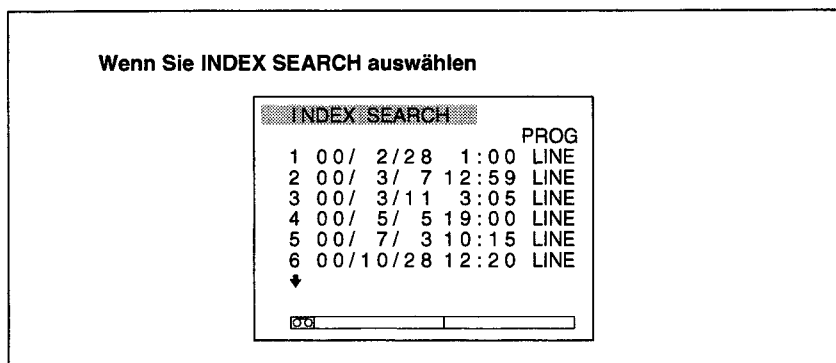 Wenn Sie INDEX SEARCH auswählen
INDEX SEARCH
PROG
1 00/ 2/28 1:00 LINE
2 00/ 3/ 7 12:59 LINE
3 00/ 3/11 3:05 LINE
4 00/ 5/ 5 19:00 LINE
5 00/ 7/ 3 10:15 LINE
6 00/10/28 12:20 LINE